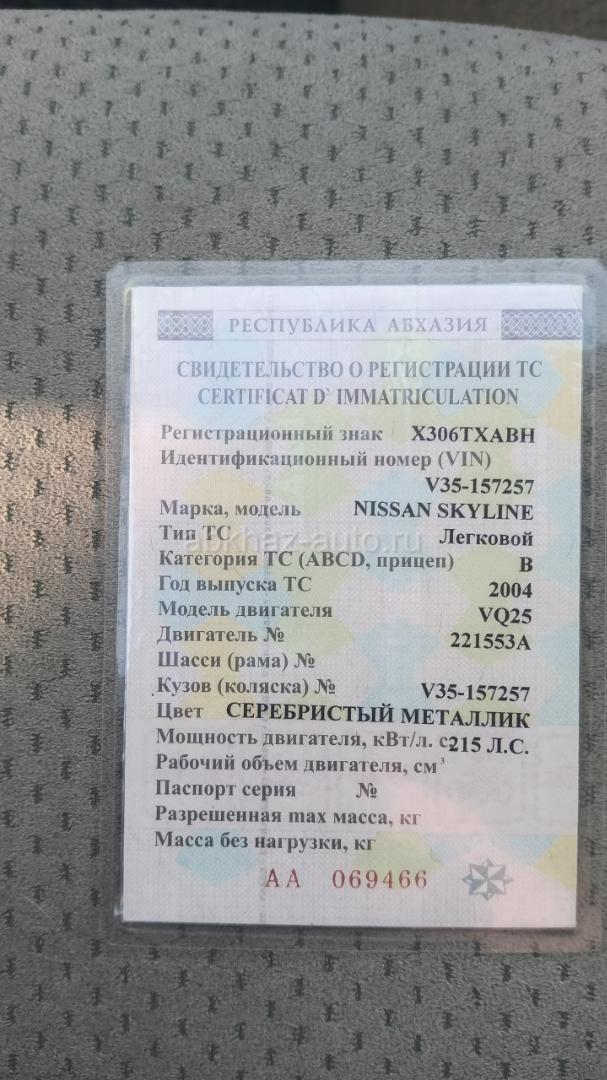 РЕСПУБЛИКА АБХАЗИЯ
СВИДЕТЕЛЬСТВО О РЕГИСТРАЦИИ ТС
CERTIFICAT D` IMMATRICULATION
Регистрационный знак Х306ТХАВН
Идентификационный номер (VIN)
V35-157257
Марка, модель NISSAN SKYLINE
Тип ТС Легковой
abkhaz-auto.ru
Категория ТС (ABCD, прицеп) В
Год выпуска ТС 2004
Модель двигателя VQ25
Двигатель № 221553А
Шасси (рама) №
Кузов (коляска) № V35-157257
Цвет СЕРЕБРИСТЫЙ МЕТАЛЛИК
Мощность двигателя, кВт/л. с 215 Л.С.
Рабочий объем двигателя, см³
Паспорт серия №
Разрешенная max масса, кг
Масса без нагрузки, кг
АА 069466